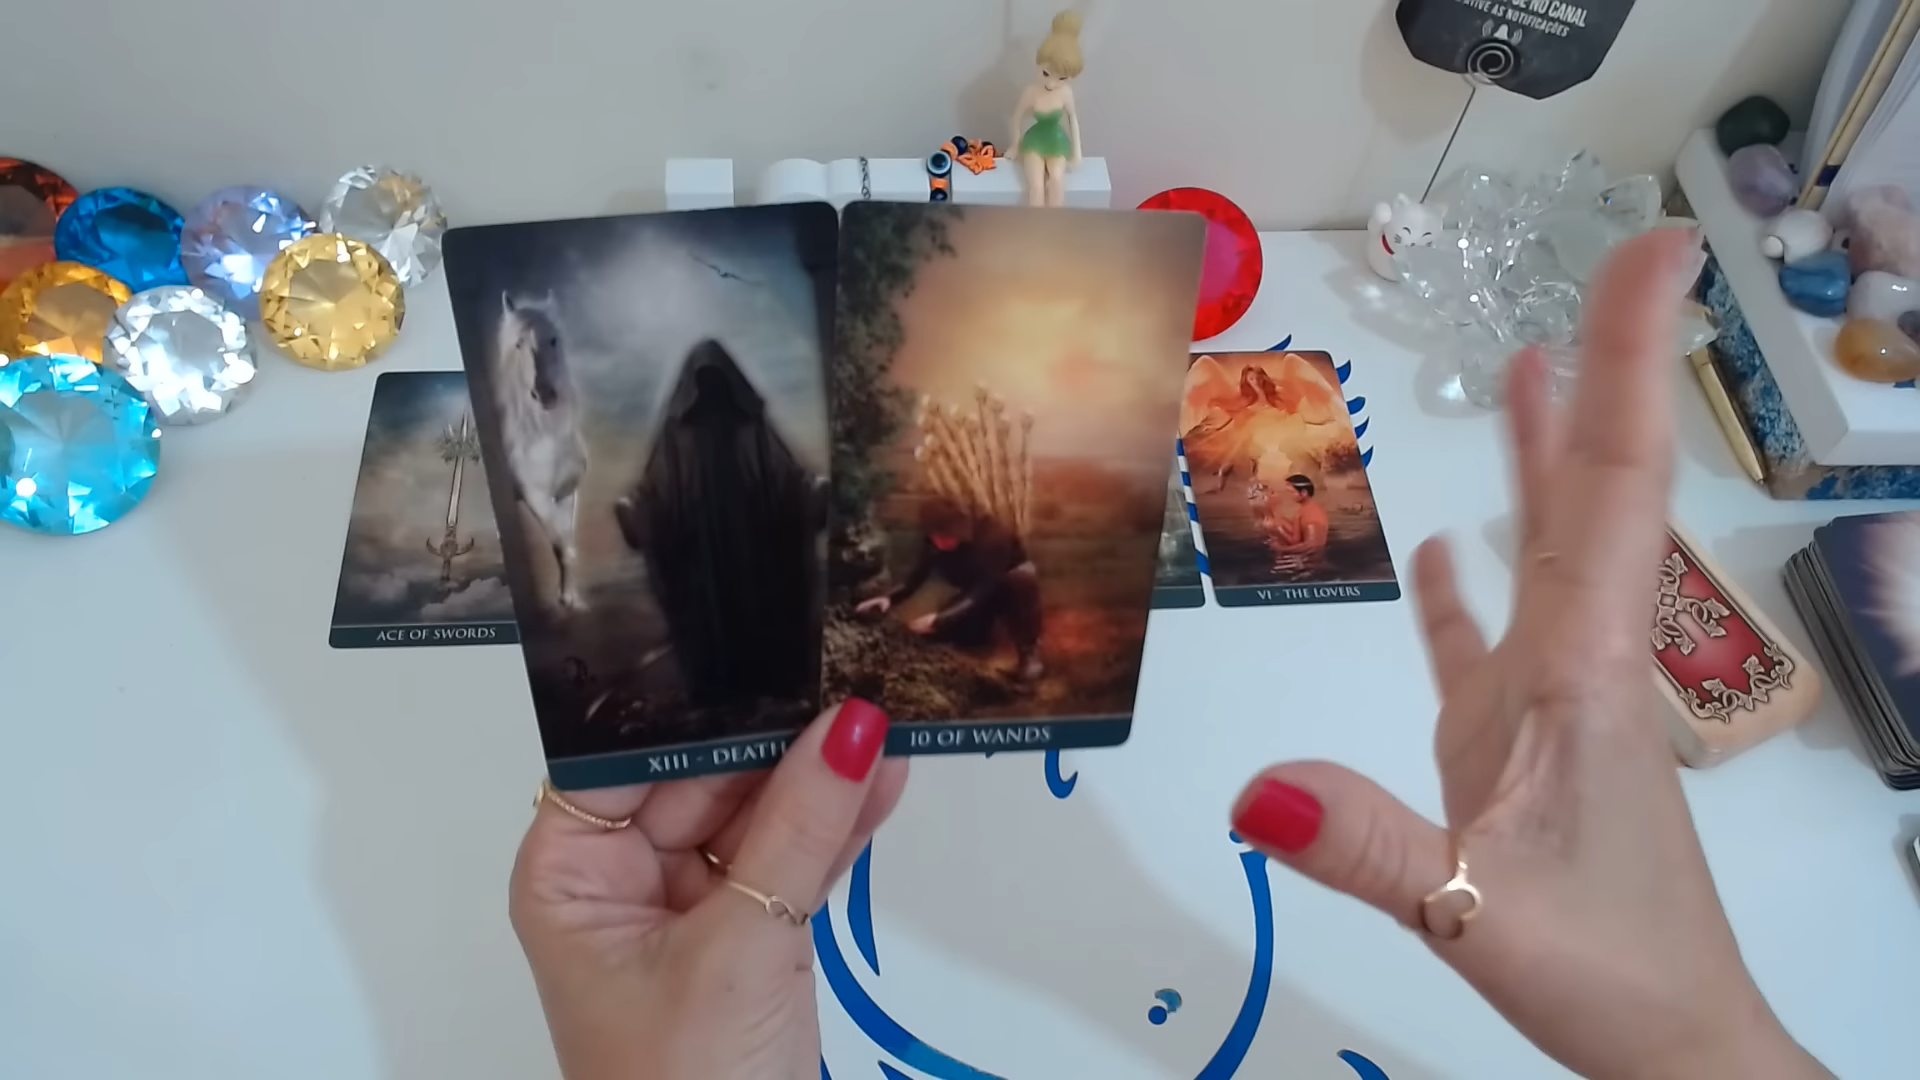 NO CANAL
ATIVE AS NOTIFICAÇÕES
ACE OF SWORDS
XIII - DEATH
10 OF WANDS
VI - THE LOVERS